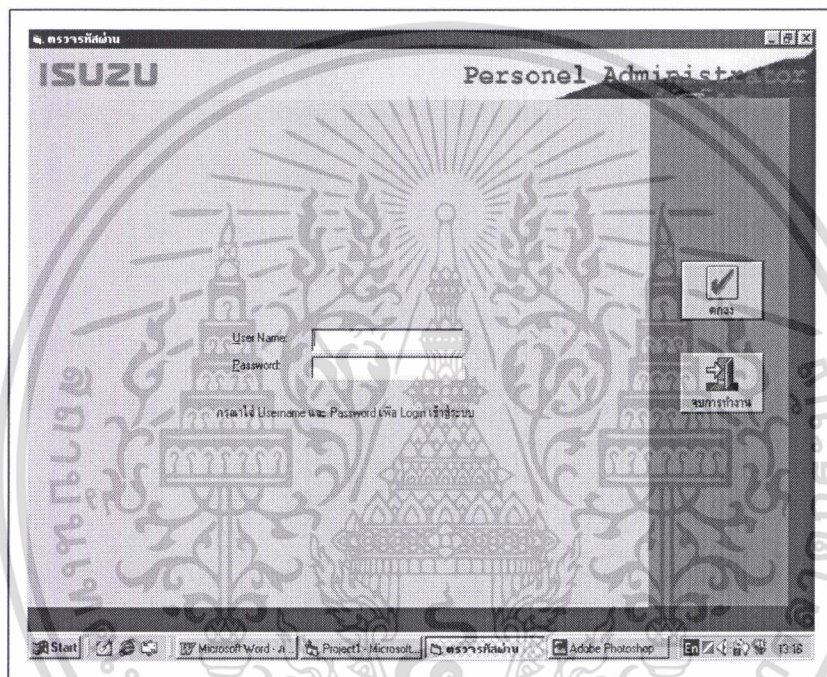 ตรวจรหัสผ่าน
ISUZU
Personel Administrator
ตกลง
User Name:
Password:
จบการทำงาน
กรุณาใส่ Username และ Password เพื่อ Login เข้าสู่ระบบ
Start
Microsoft Word -
Project1 - Microsoft...
ตรวจรหัสผ่าน
Adobe Photoshop
En
13:16